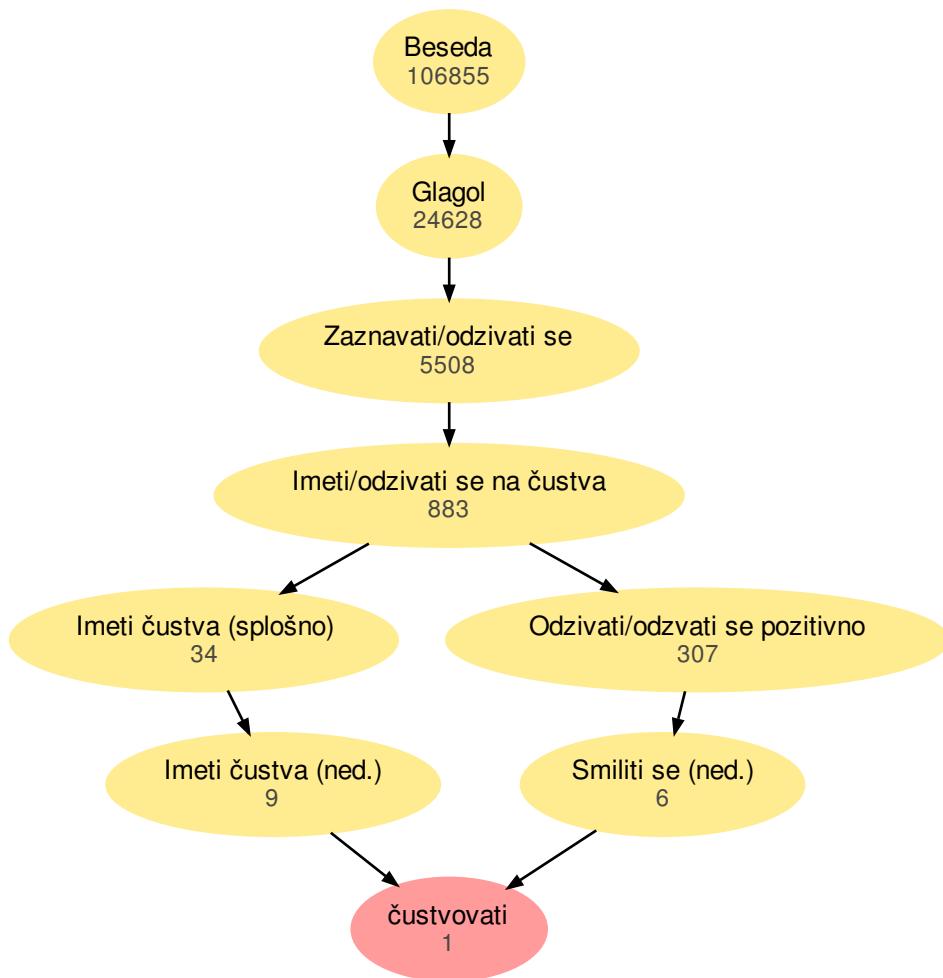 Beseda
106855
Glagol
24628
Zaznavati/odzivati se
5508
Imeti/odzivati se na čustva
883
Imeti čustva (splošno)
34
Odzivati/odzvati se pozitivno
307
Imeti čustva (ned.)
9
Smiliti se (ned.)
6
čustvovati
1